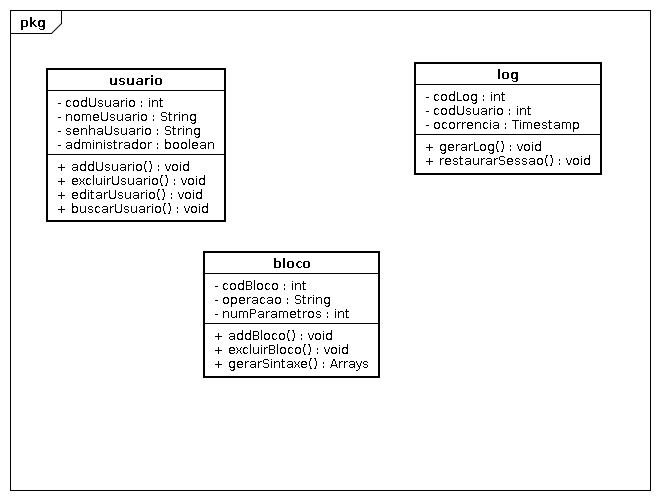 pkg
usuario
- codUsuario : int
- nomeUsuario : String
- senhaUsuario : String
- administrador : boolean
+ addUsuario() : void
+ excluirUsuario() : void
+ editarUsuario() : void
+ buscarUsuario() : void
log
- codLog : int
- codUsuario : int
- ocorrencia : Timestamp
+ gerarLog() : void
+ restaurarSessao() : void
bloco
- codBloco : int
- operacao : String
- numParametros : int
+ addBloco() : void
+ excluirBloco() : void
+ gerarSintaxe() : Arrays